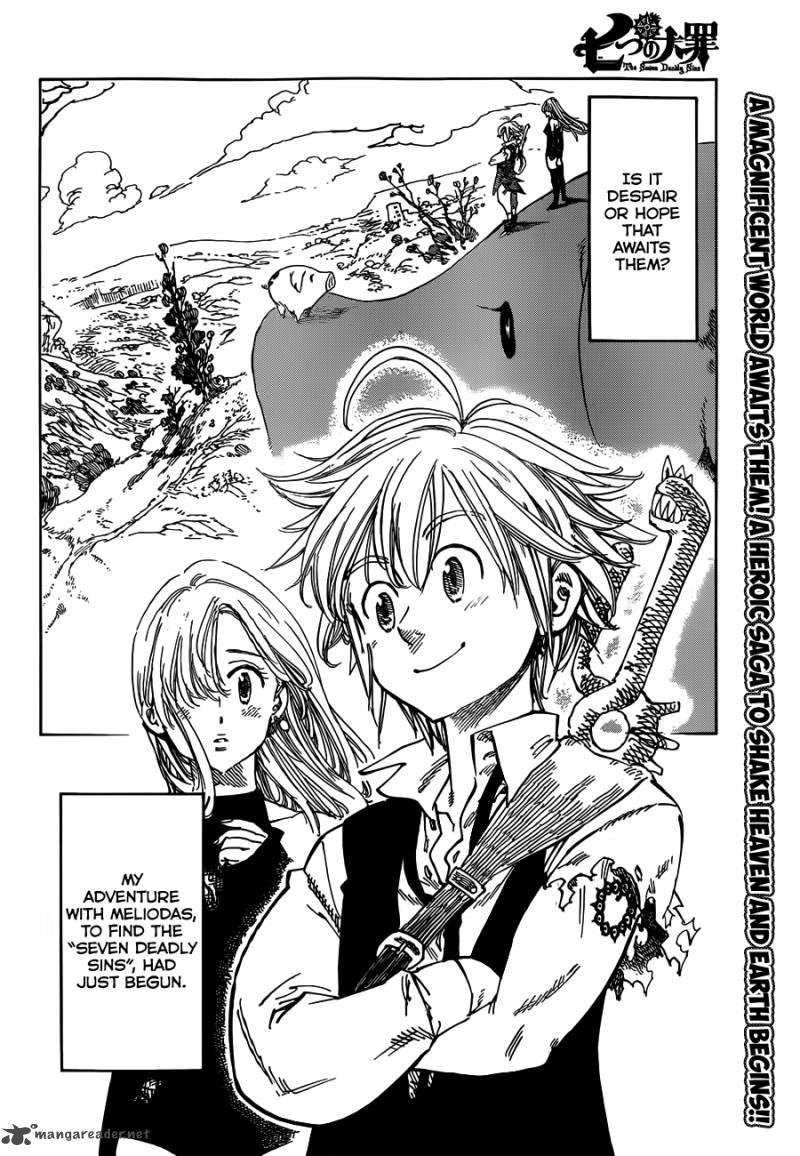 七つの大罪
The Seven Deadly Sins
IS IT
DESPAIR
OR HOPE
THAT
AWAITS
THEM?
A MAGNIFICENT WORLD AWAITS THEM! A HEROIC SAGA TO SHAKE HEAVEN AND EARTH BEGINS!!
MY
ADVENTURE
WITH MELIODAS,
TO FIND THE
"SEVEN DEADLY
SINS", HAD
JUST BEGUN.
mangareader.net